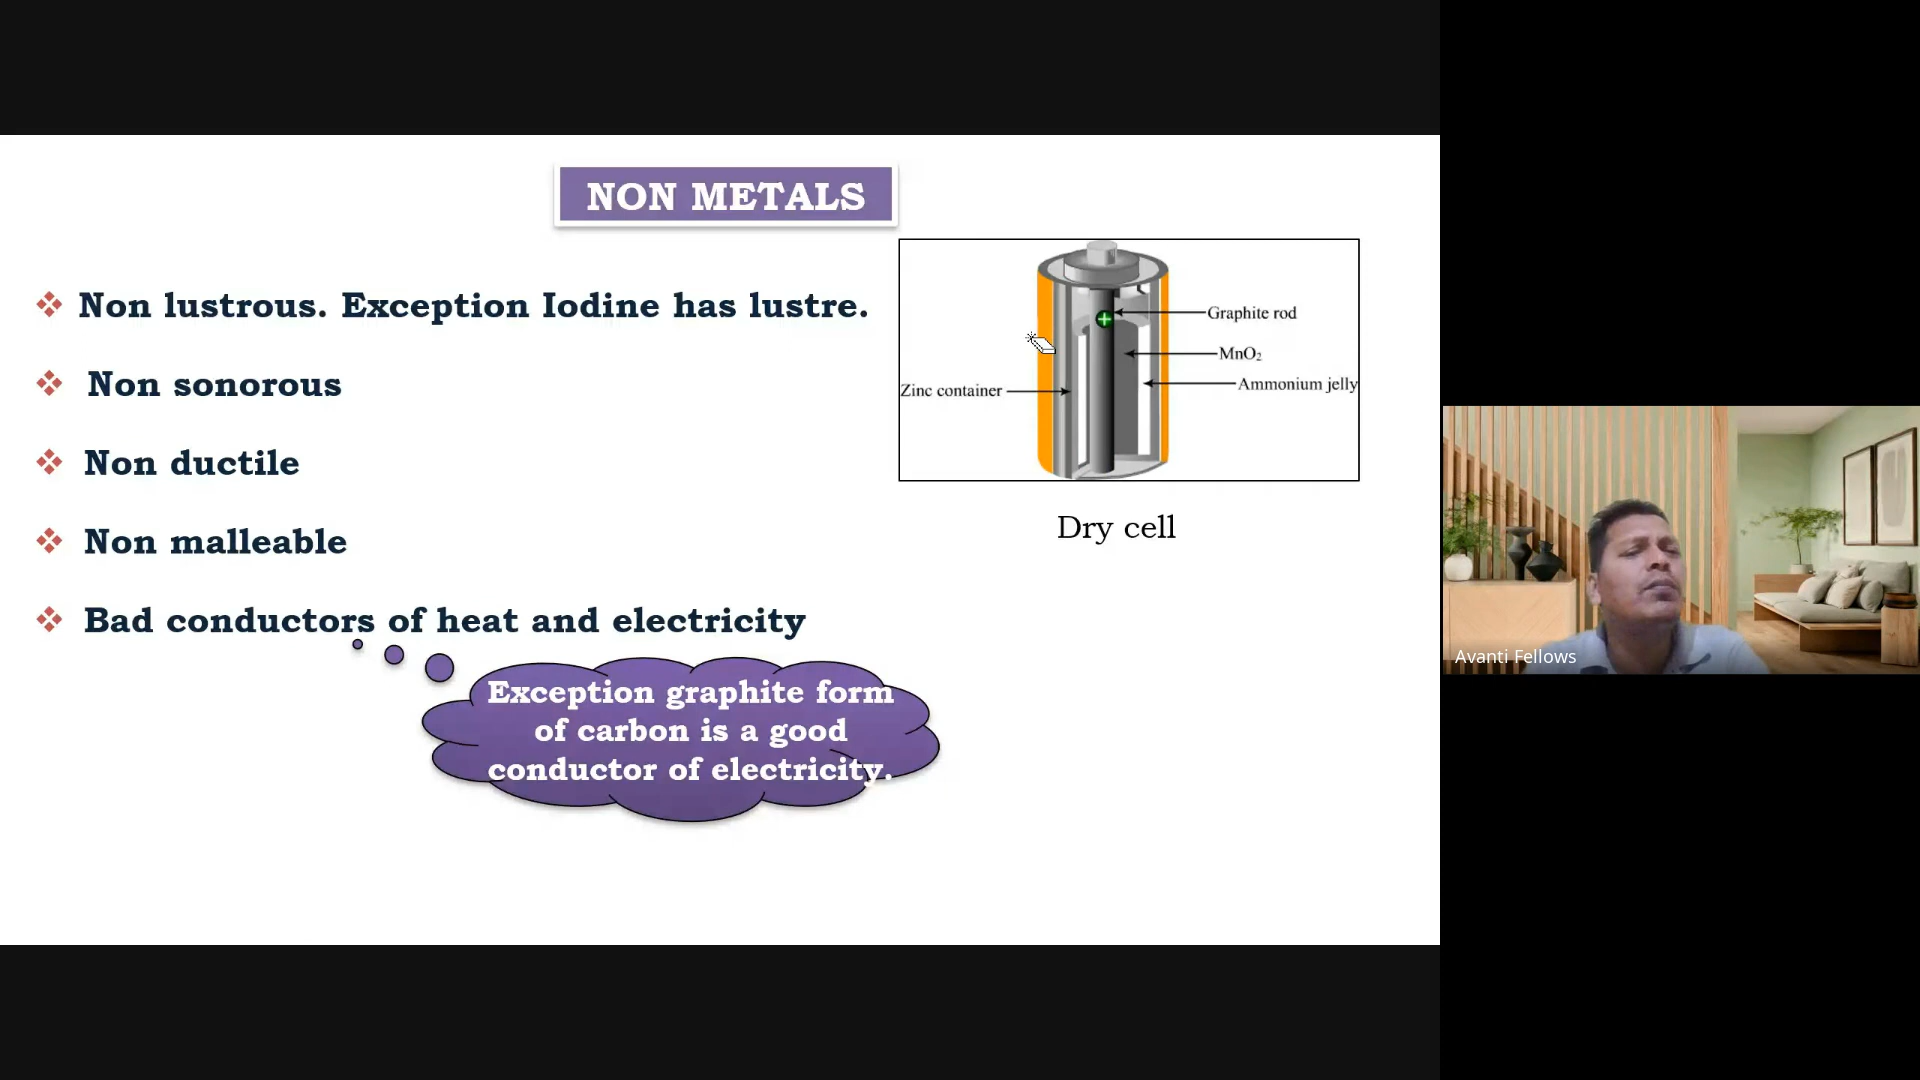 NON METALS
Non lustrous. Exception Iodine has lustre.
Non sonorous
Non ductile
Non malleable
Bad conductors of heat and electricity
Exception graphite form
of carbon is a good
conductor of electricity.
Graphite rod
MnO₂
Ammonium jelly
Zinc container
Dry cell
Avanti Fellows